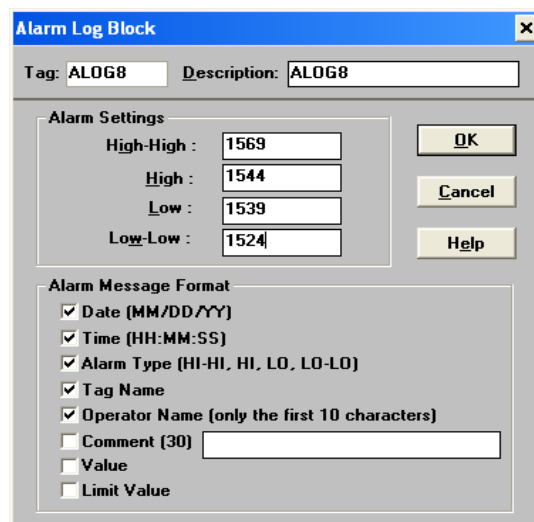 Alarm Log Block
Tag: ALOG8 Description: ALOG8
Alarm Settings
High-High : 1569
High : 1544
Low : 1539
Low-Low : 1524
OK
Cancel
Help
Alarm Message Format
Date (MM/DD/YY)
Time (HH:MM:SS)
Alarm Type (HI-HI, HI, LO, LO-LO)
Tag Name
Operator Name (only the first 10 characters)
Comment (30)
Value
Limit Value